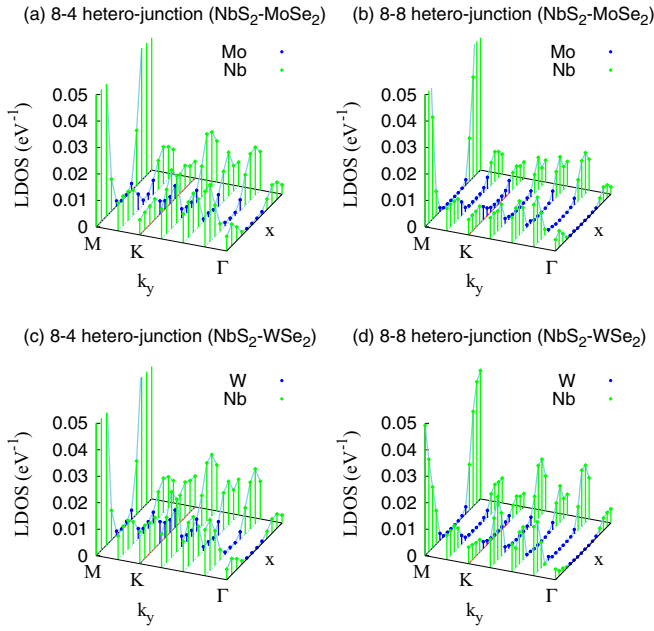 (a) 8-4 hetero-junction (NbS₂-MoSe₂)
Mo
Nb
LDOS (eV⁻¹)
0.05
0.04
0.03
0.02
0.01
0
M
K
Γ
k_y
x
(b) 8-8 hetero-junction (NbS₂-MoSe₂)
Mo
Nb
LDOS (eV⁻¹)
0.05
0.04
0.03
0.02
0.01
0
M
K
Γ
k_y
x
(c) 8-4 hetero-junction (NbS₂-WSe₂)
W
Nb
LDOS (eV⁻¹)
0.05
0.04
0.03
0.02
0.01
0
M
K
Γ
k_y
x
(d) 8-8 hetero-junction (NbS₂-WSe₂)
W
Nb
LDOS (eV⁻¹)
0.05
0.04
0.03
0.02
0.01
0
M
K
Γ
k_y
x